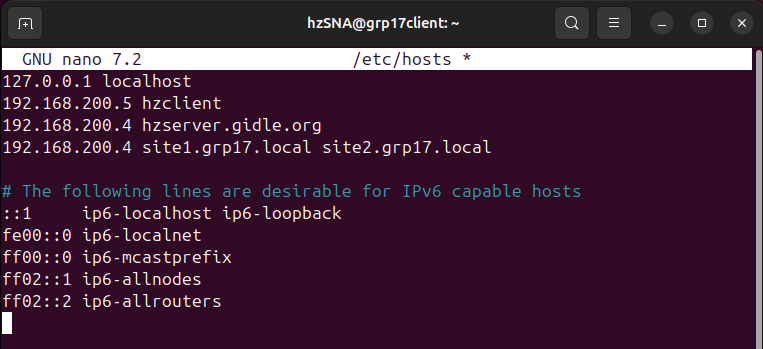 hzSNA@grp17client: ~
GNU nano 7.2 /etc/hosts *
127.0.0.1 localhost
192.168.200.5 hzclient
192.168.200.4 hzserver.gidle.org
192.168.200.4 site1.grp17.local site2.grp17.local
# The following lines are desirable for IPv6 capable hosts
::1     ip6-localhost ip6-loopback
fe00::0 ip6-localnet
ff00::0 ip6-mcastprefix
ff02::1 ip6-allnodes
ff02::2 ip6-allrouters